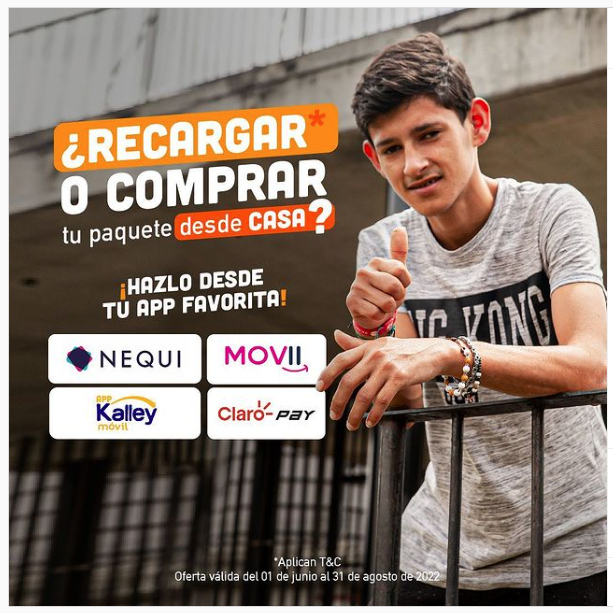 ¿RECARGAR*
O COMPRAR
tu paquete desde CASA?
¡HAZLO DESDE
TU APP FAVORITA!
NEQUI
MOVII
APP
Kalley
móvil
Claro-PAY
KONG
*Aplican T&C
Oferta válida del 01 de junio al 31 de agosto de 2022